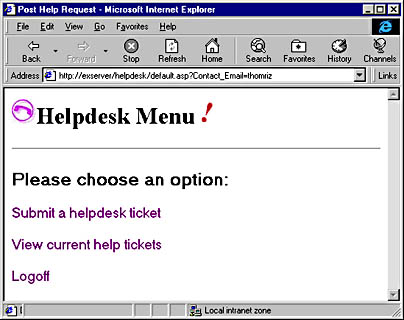 Post Help Request - Microsoft Internet Explorer
File Edit View Go Favorites Help
Back Forward Stop Refresh Home Search Favorites History Channels
Address http://exserver/helpdesk/default.asp?Contact_Email=thomriz Links
Helpdesk Menu !
Please choose an option:
Submit a helpdesk ticket
View current help tickets
Logoff
Local intranet zone